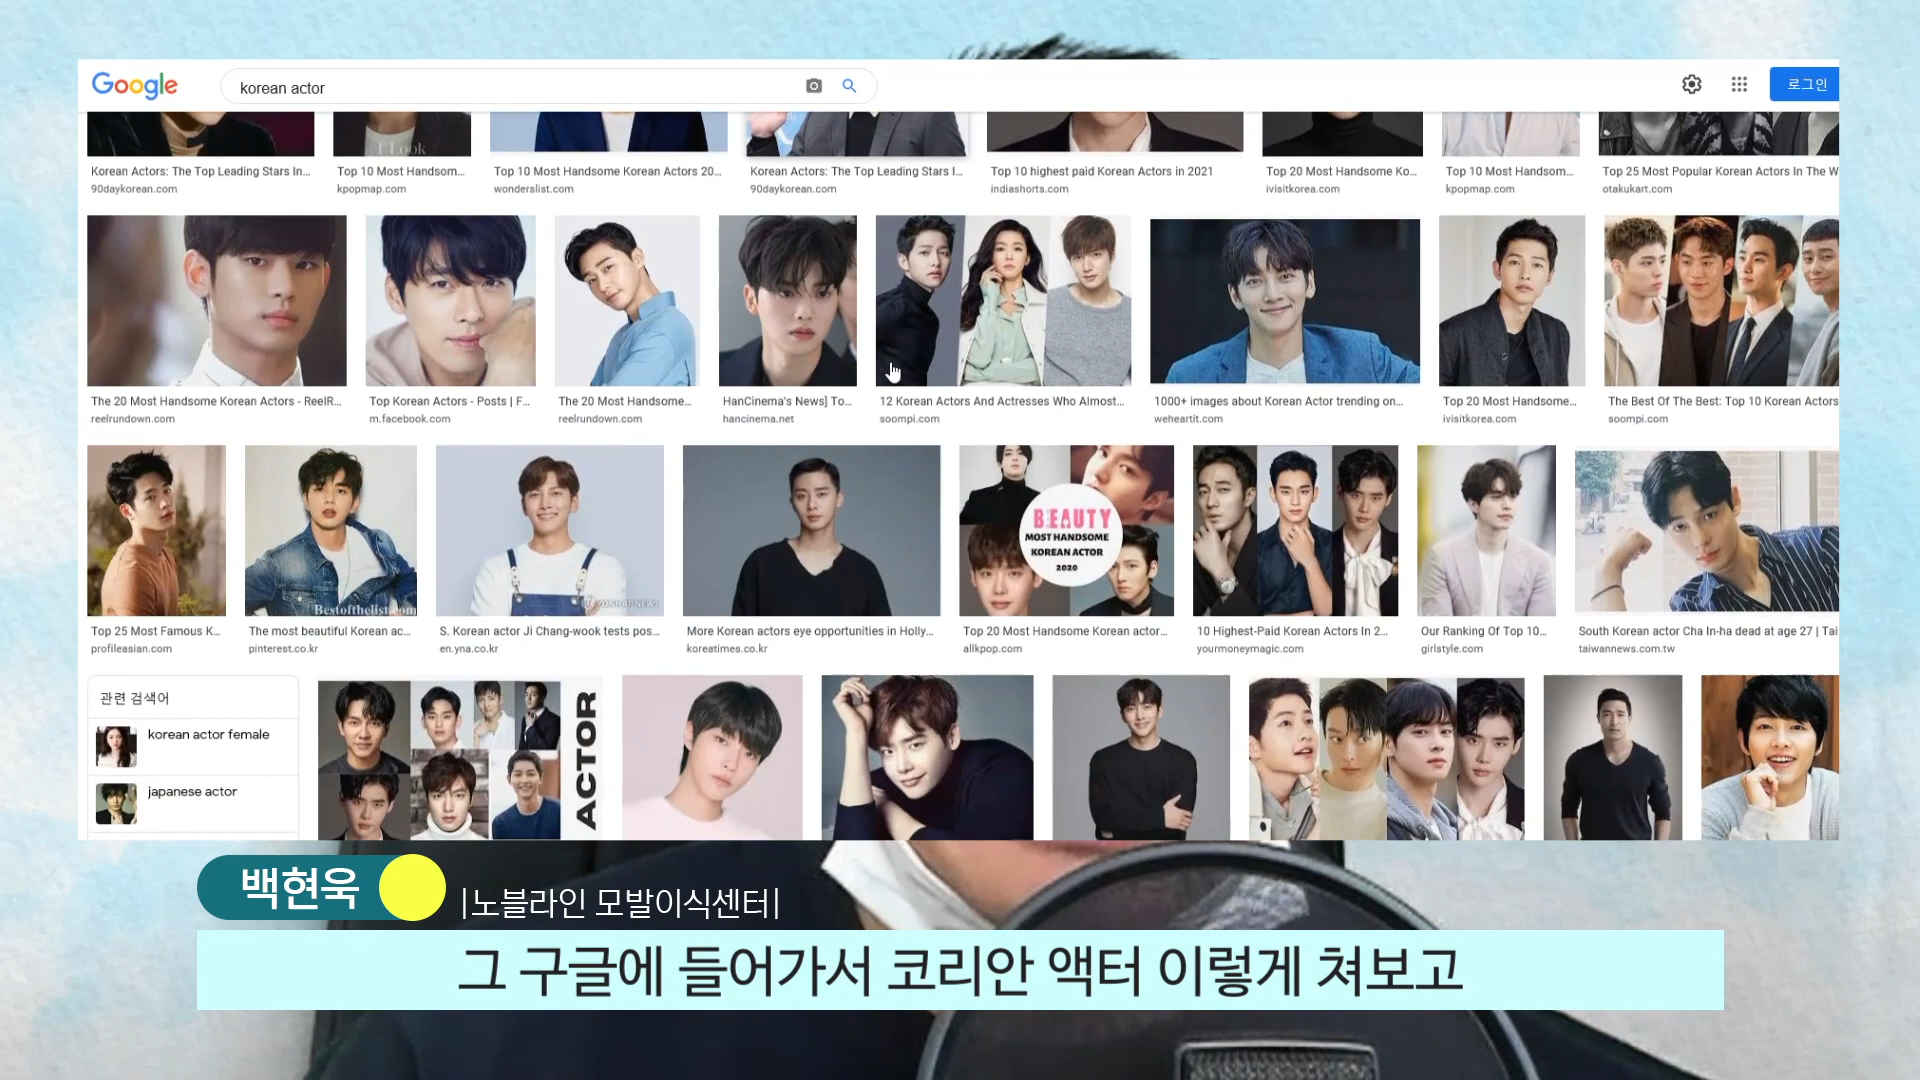 Google
korean actor
로그인
Korean Actors: The Top Leading Stars In...
90daykorean.com
Top 10 Most Handsom...
kpopmap.com
Top 10 Most Handsome Korean Actors 20...
wonderslist.com
Korean Actors: The Top Leading Stars I...
90daykorean.com
Top 10 highest paid Korean Actors in 2021
indiashorts.com
Top 20 Most Handsome Ko...
ivisitkorea.com
Top 10 Most Handsom...
kpopmap.com
Top 25 Most Popular Korean Actors In The W
otakukart.com
The 20 Most Handsome Korean Actors - ReelR...
reelrundown.com
Top Korean Actors - Posts | F...
m.facebook.com
The 20 Most Handsome...
reelrundown.com
HanCinema's News] To...
hancinema.net
12 Korean Actors And Actresses Who Almost...
soompi.com
1000+ images about Korean Actor trending on...
weheartit.com
Top 20 Most Handsome...
ivisitkorea.com
The Best Of The Best: Top 10 Korean Actors
soompi.com
Bestofthelist.com
BEAUTY
MOST HANDSOME
KOREAN ACTOR
2020
Top 25 Most Famous K...
profileasian.com
The most beautiful Korean ac...
pinterest.co.kr
S. Korean actor Ji Chang-wook tests pos...
en.yna.co.kr
More Korean actors eye opportunities in Holly...
koreatimes.co.kr
Top 20 Most Handsome Korean actor...
allkpop.com
10 Highest-Paid Korean Actors In 2...
yourmoneymagic.com
Our Ranking Of Top 10...
girlstyle.com
South Korean actor Cha In-ha dead at age 27 | Tai
taiwannews.com.tw
관련 검색어
korean actor female
japanese actor
ACTOR
백현욱
|노블라인 모발이식센터|
그 구글에 들어가서 코리안 액터 이렇게 쳐보고